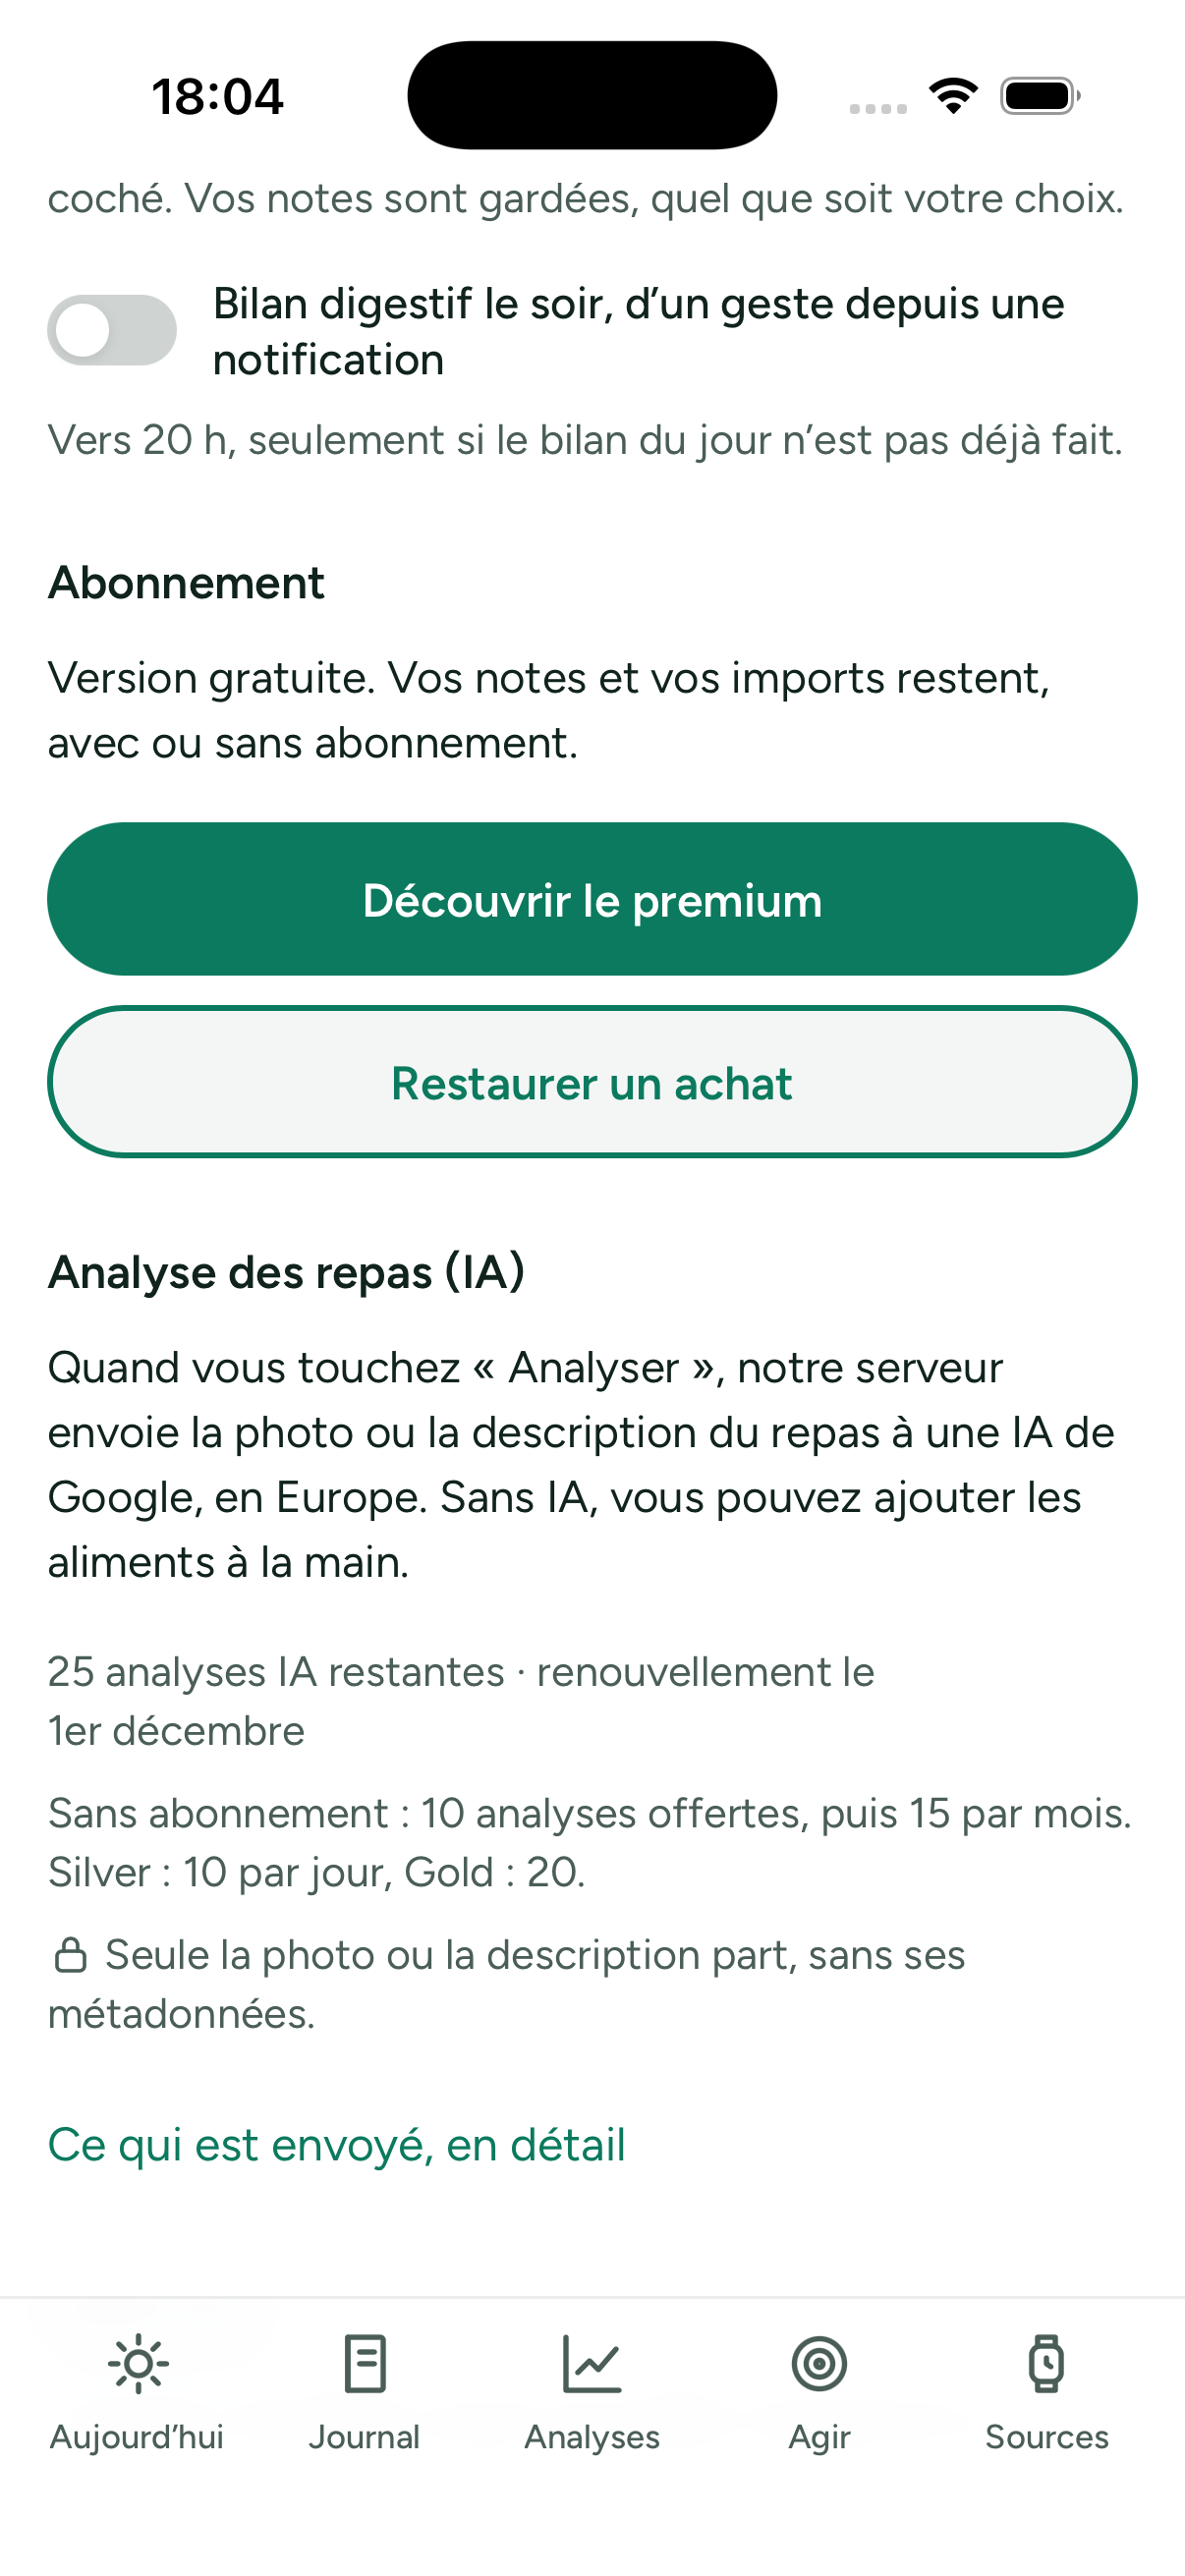 18:04
coché. Vos notes sont gardées, quel que soit votre choix.
Bilan digestif le soir, d’un geste depuis une
notification
Vers 20 h, seulement si le bilan du jour n’est pas déjà fait.
Abonnement
Version gratuite. Vos notes et vos imports restent,
avec ou sans abonnement.
Découvrir le premium
Restaurer un achat
Analyse des repas (IA)
Quand vous touchez « Analyser », notre serveur
envoie la photo ou la description du repas à une IA de
Google, en Europe. Sans IA, vous pouvez ajouter les
aliments à la main.
25 analyses IA restantes · renouvellement le
1er décembre
Sans abonnement : 10 analyses offertes, puis 15 par mois.
Silver : 10 par jour, Gold : 20.
Seule la photo ou la description part, sans ses
métadonnées.
Ce qui est envoyé, en détail
Aujourd’hui
Journal
Analyses
Agir
Sources